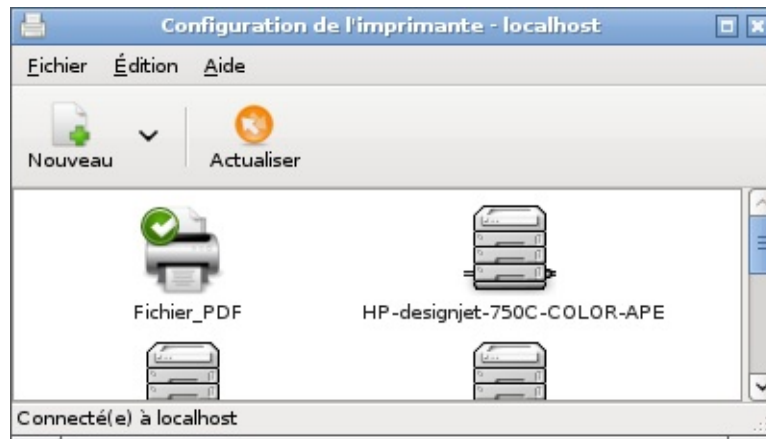 Configuration de l'imprimante - localhost
Fichier Édition Aide
Nouveau Actualiser
Fichier_PDF HP-designjet-750C-COLOR-APE
Connecté(e) à localhost